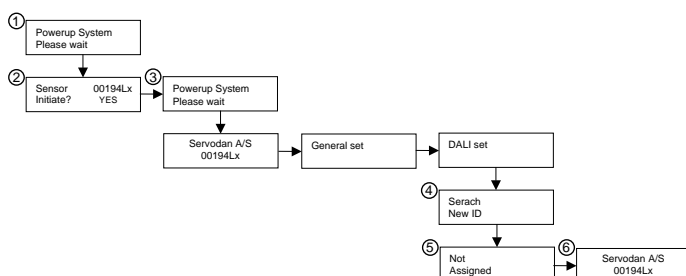 1
Powerup System
Please wait
2
Sensor 00194Lx
Initiate? YES
3
Powerup System
Please wait
Servodan A/S
00194Lx
General set
DALI set
4
Serach
New ID
5
Not
Assigned
6
Servodan A/S
00194Lx